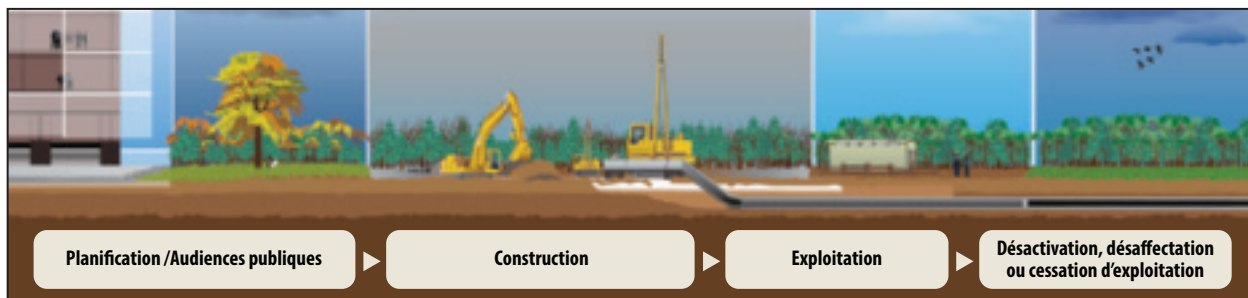 Planification /Audiences publiques
Construction
Exploitation
Désactivation, désaffectation
ou cessation d'exploitation